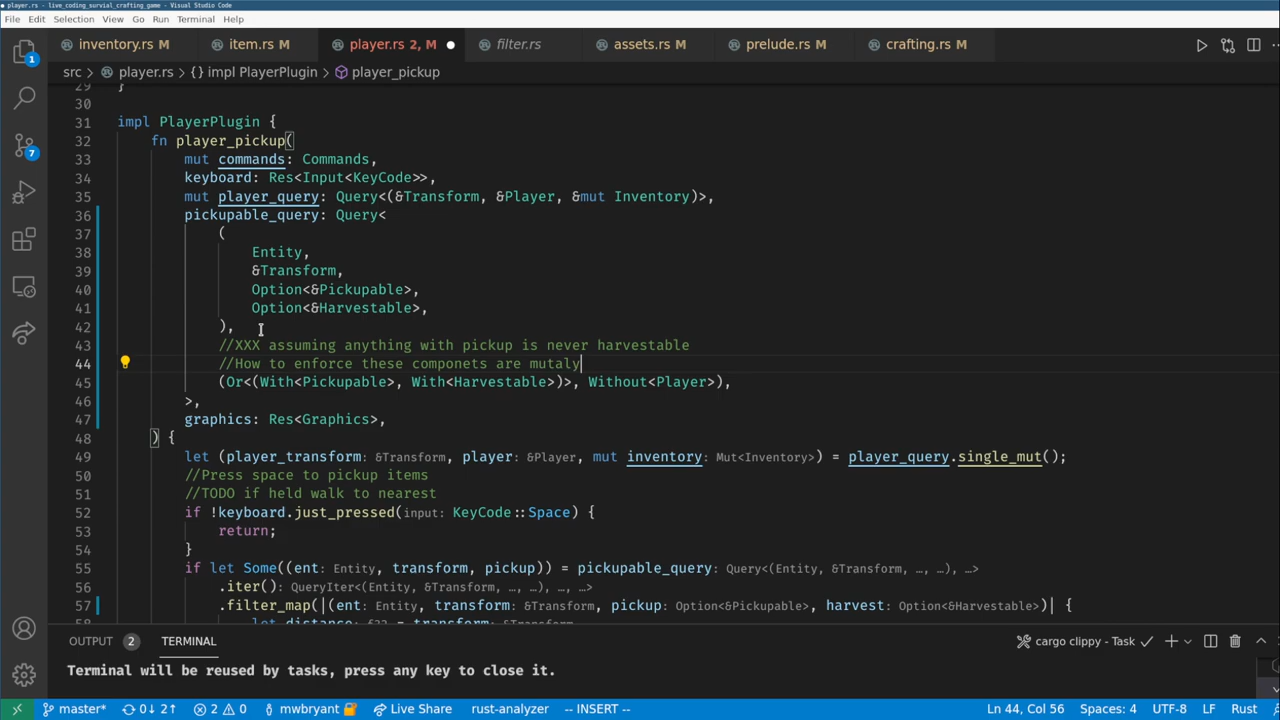 player.rs - live_coding_survial_crafting_game - Visual Studio Code
File Edit Selection View Go Run Terminal Help
inventory.rs M item.rs M player.rs 2, M filter.rs assets.rs M prelude.rs M crafting.rs M
src > player.rs > {} impl PlayerPlugin > player_pickup
29 }
30
31 impl PlayerPlugin {
32 fn player_pickup(
33 mut commands: Commands,
34 keyboard: Res<Input<KeyCode>>,
35 mut player_query: Query<(&Transform, &Player, &mut Inventory)>,
36 pickupable_query: Query<
37 (
38 Entity,
39 &Transform,
40 Option<&Pickupable>,
41 Option<&Harvestable>,
42 ),
43 //XXX assuming anything with pickup is never harvestable
44 //How to enforce these componets are mutaly
45 (Or<(With<Pickupable>, With<Harvestable>)>, Without<Player>),
46 >,
47 graphics: Res<Graphics>,
48 ) {
49 let (player_transform: &Transform, player: &Player, mut inventory: Mut<Inventory>) = player_query.single_mut();
50 //Press space to pickup items
51 //TODO if held walk to nearest
52 if !keyboard.just_pressed(input: KeyCode::Space) {
53 return;
54 }
55 if let Some((ent: Entity, transform, pickup)) = pickupable_query: Query<(Entity, &Transform, …, …), …>
56 .iter(): QueryIter<(Entity, &Transform, …, …), …>
57 .filter_map(|(ent: Entity, transform: &Transform, pickup: Option<&Pickupable>, harvest: Option<&Harvestable>)| {
58 let distance: f32 = transform: &Transform
OUTPUT 2 TERMINAL cargo clippy - Task
Terminal will be reused by tasks, press any key to close it.
1
7
master* 0↓ 2↑ 2 0 mwbryant Live Share rust-analyzer -- INSERT -- Ln 44, Col 56 Spaces: 4 UTF-8 LF Rust